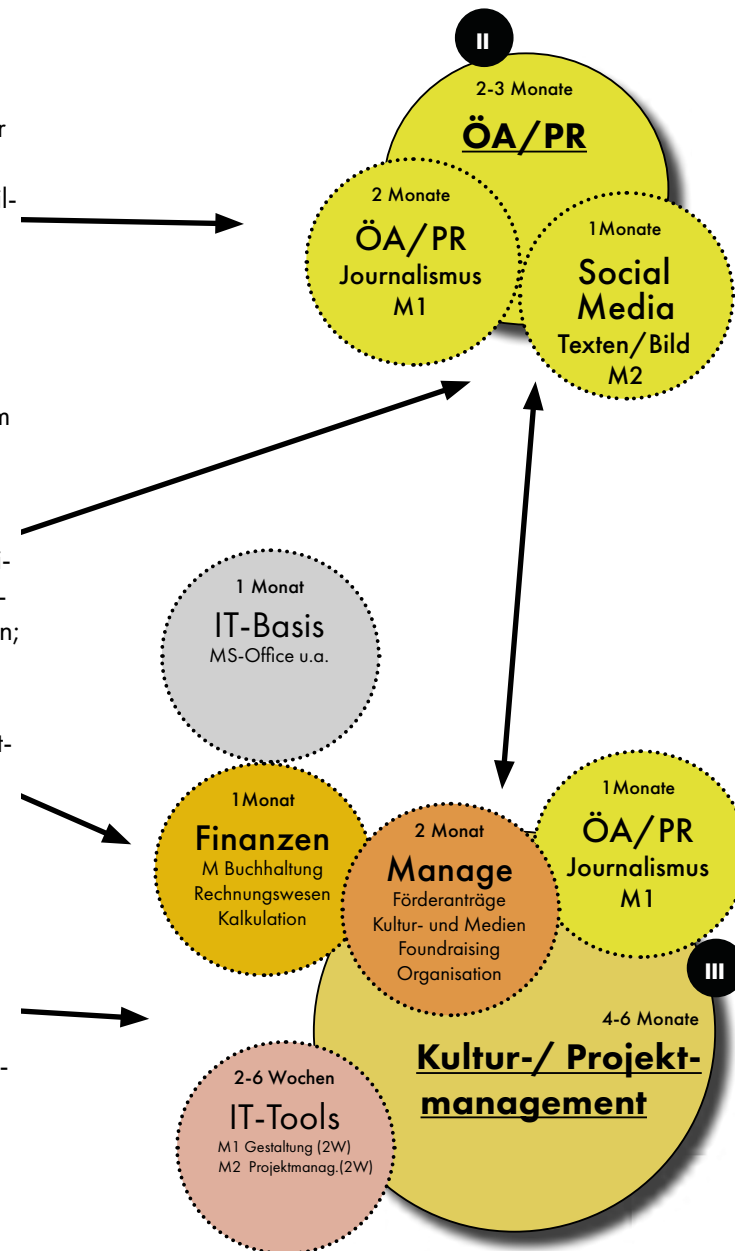 II
2-3 Monate
ÖA/PR
2 Monate
ÖA/PR
Journalismus
M1
1Monate
Social
Media
Texten/Bild
M2
r
il-
m
i-
-
n;
t-
-
1 Monat
IT-Basis
MS-Office u.a.
1Monat
Finanzen
M Buchhaltung
Rechnungswesen
Kalkulation
2 Monat
Manage
Förderanträge
Kultur- und Medien
Foundraising
Organisation
1Monate
ÖA/PR
Journalismus
M1
III
4-6 Monate
Kultur-/ Projekt-
management
2-6 Wochen
IT-Tools
M1 Gestaltung (2W)
M2 Projektmanag.(2W)